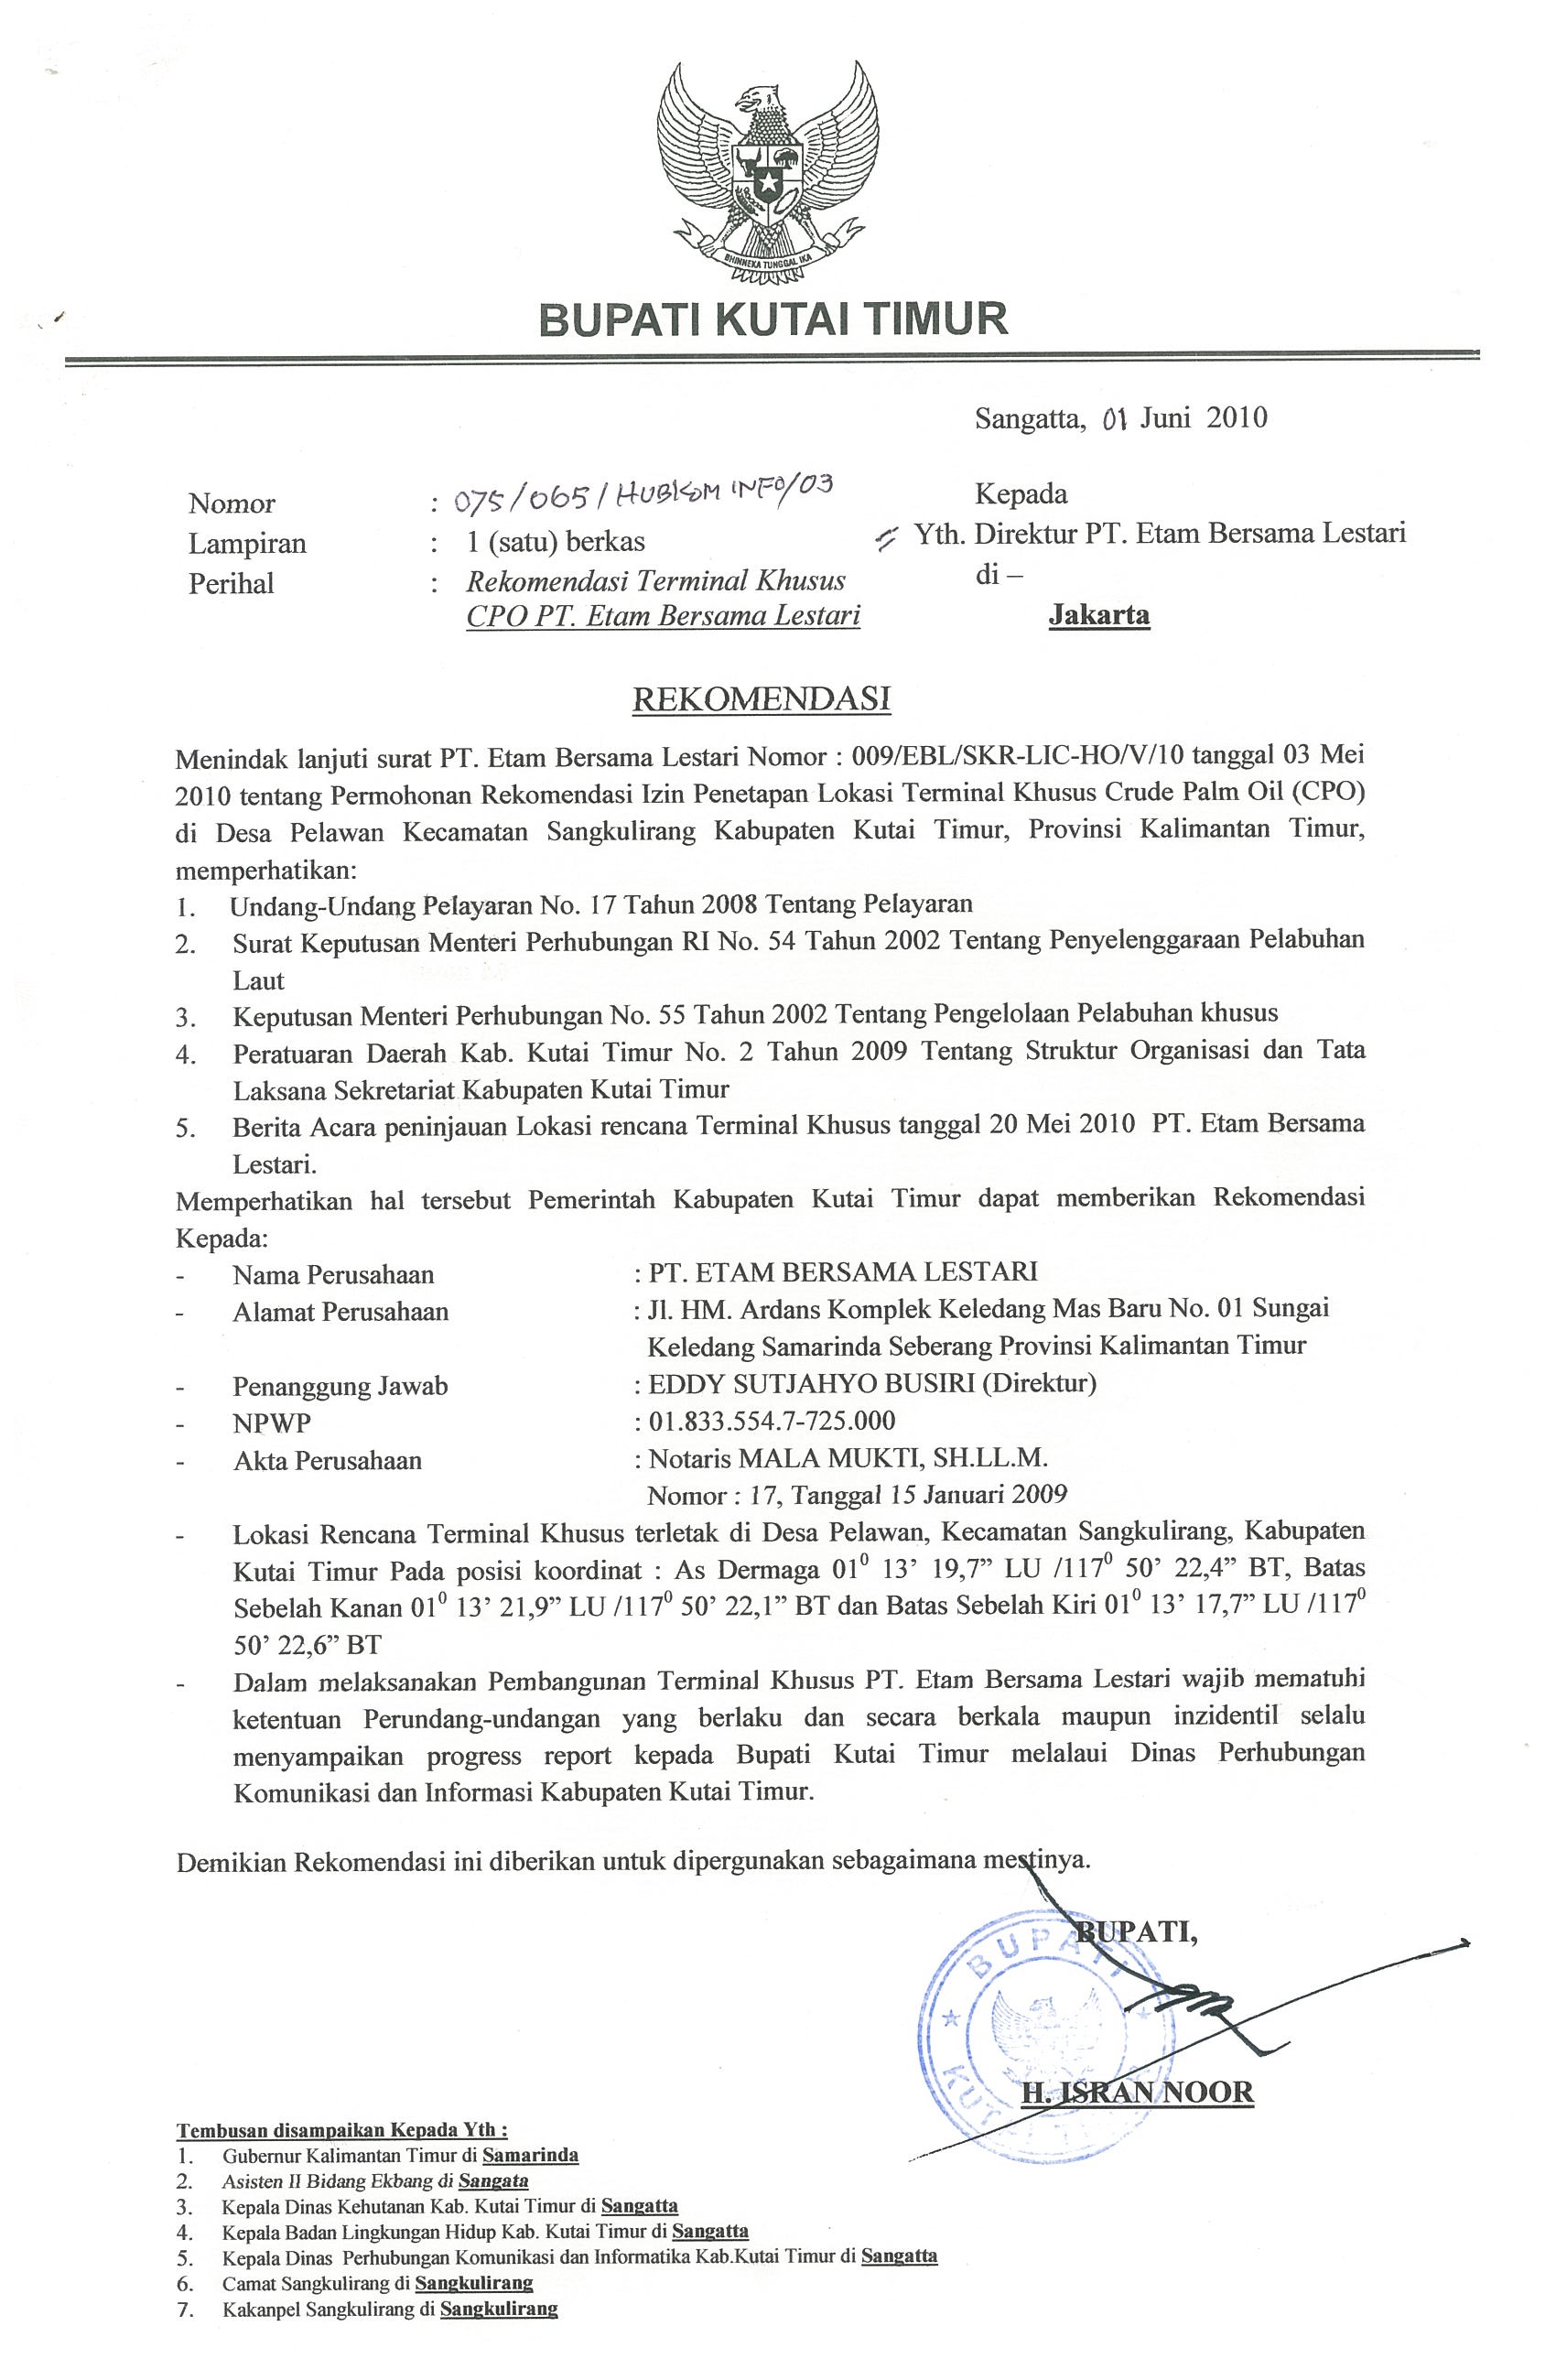 BHINNEKA TUNGGAL IKA
BUPATI KUTAI TIMUR
Sangatta, 01 Juni 2010
Nomor : 075/065/HUBKOMINFO/03
Lampiran : 1 (satu) berkas
Perihal : Rekomendasi Terminal Khusus
CPO PT. Etam Bersama Lestari
Kepada
Yth. Direktur PT. Etam Bersama Lestari
di –
Jakarta
REKOMENDASI
Menindak lanjuti surat PT. Etam Bersama Lestari Nomor : 009/EBL/SKR-LIC-HO/V/10 tanggal 03 Mei
2010 tentang Permohonan Rekomendasi Izin Penetapan Lokasi Terminal Khusus Crude Palm Oil (CPO)
di Desa Pelawan Kecamatan Sangkulirang Kabupaten Kutai Timur, Provinsi Kalimantan Timur,
memperhatikan:
1. Undang-Undang Pelayaran No. 17 Tahun 2008 Tentang Pelayaran
2. Surat Keputusan Menteri Perhubungan RI No. 54 Tahun 2002 Tentang Penyelenggaraan Pelabuhan
Laut
3. Keputusan Menteri Perhubungan No. 55 Tahun 2002 Tentang Pengelolaan Pelabuhan khusus
4. Peratuaran Daerah Kab. Kutai Timur No. 2 Tahun 2009 Tentang Struktur Organisasi dan Tata
Laksana Sekretariat Kabupaten Kutai Timur
5. Berita Acara peninjauan Lokasi rencana Terminal Khusus tanggal 20 Mei 2010 PT. Etam Bersama
Lestari.
Memperhatikan hal tersebut Pemerintah Kabupaten Kutai Timur dapat memberikan Rekomendasi
Kepada:
- Nama Perusahaan : PT. ETAM BERSAMA LESTARI
- Alamat Perusahaan : Jl. HM. Ardans Komplek Keledang Mas Baru No. 01 Sungai
Keledang Samarinda Seberang Provinsi Kalimantan Timur
- Penanggung Jawab : EDDY SUTJAHYO BUSIRI (Direktur)
- NPWP : 01.833.554.7-725.000
- Akta Perusahaan : Notaris MALA MUKTI, SH.LL.M.
Nomor : 17, Tanggal 15 Januari 2009
- Lokasi Rencana Terminal Khusus terletak di Desa Pelawan, Kecamatan Sangkulirang, Kabupaten
Kutai Timur Pada posisi koordinat : As Dermaga 01⁰ 13’ 19,7” LU /117⁰ 50’ 22,4” BT, Batas
Sebelah Kanan 01⁰ 13’ 21,9” LU /117⁰ 50’ 22,1” BT dan Batas Sebelah Kiri 01⁰ 13’ 17,7” LU /117⁰
50’ 22,6” BT
- Dalam melaksanakan Pembangunan Terminal Khusus PT. Etam Bersama Lestari wajib mematuhi
ketentuan Perundang-undangan yang berlaku dan secara berkala maupun inzidentil selalu
menyampaikan progress report kepada Bupati Kutai Timur melalaui Dinas Perhubungan
Komunikasi dan Informasi Kabupaten Kutai Timur.
Demikian Rekomendasi ini diberikan untuk dipergunakan sebagaimana mestinya.
BUPATI,
BUPATI
H. ISRAN NOOR
Tembusan disampaikan Kepada Yth :
1. Gubernur Kalimantan Timur di Samarinda
2. Asisten II Bidang Ekbang di Sangata
3. Kepala Dinas Kehutanan Kab. Kutai Timur di Sangatta
4. Kepala Badan Lingkungan Hidup Kab. Kutai Timur di Sangatta
5. Kepala Dinas Perhubungan Komunikasi dan Informatika Kab.Kutai Timur di Sangatta
6. Camat Sangkulirang di Sangkulirang
7. Kakanpel Sangkulirang di Sangkulirang